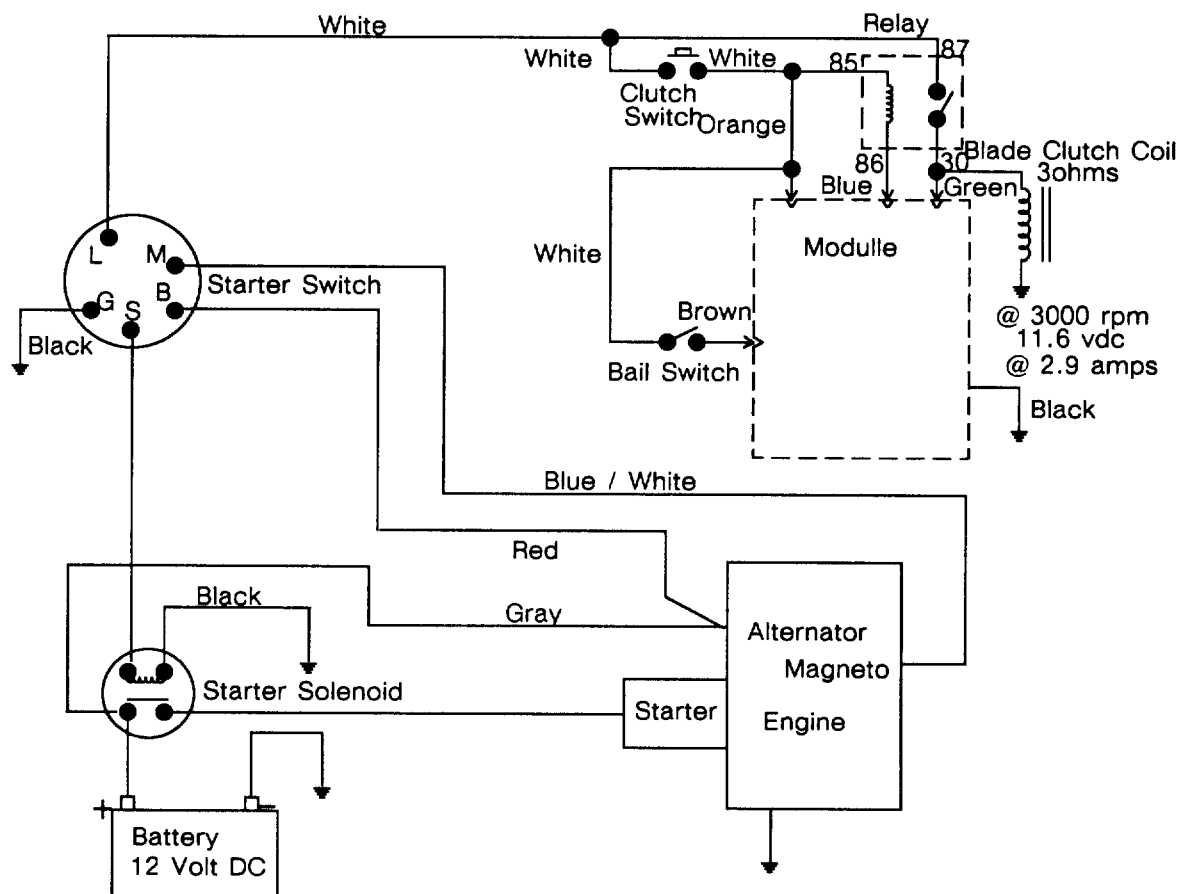 White
Relay
White
White
85
87
Clutch
Switch
Orange
86
30
Blade Clutch Coil
3ohms
Blue
Green
L
M
Starter Switch
White
Modulle
G
B
S
Black
Brown
Bail Switch
@ 3000 rpm
11.6 vdc
@ 2.9 amps
Black
Blue / White
Red
Black
Gray
Alternator
Magneto
Starter Solenoid
Starter
Engine
+
-
Battery
12 Volt DC